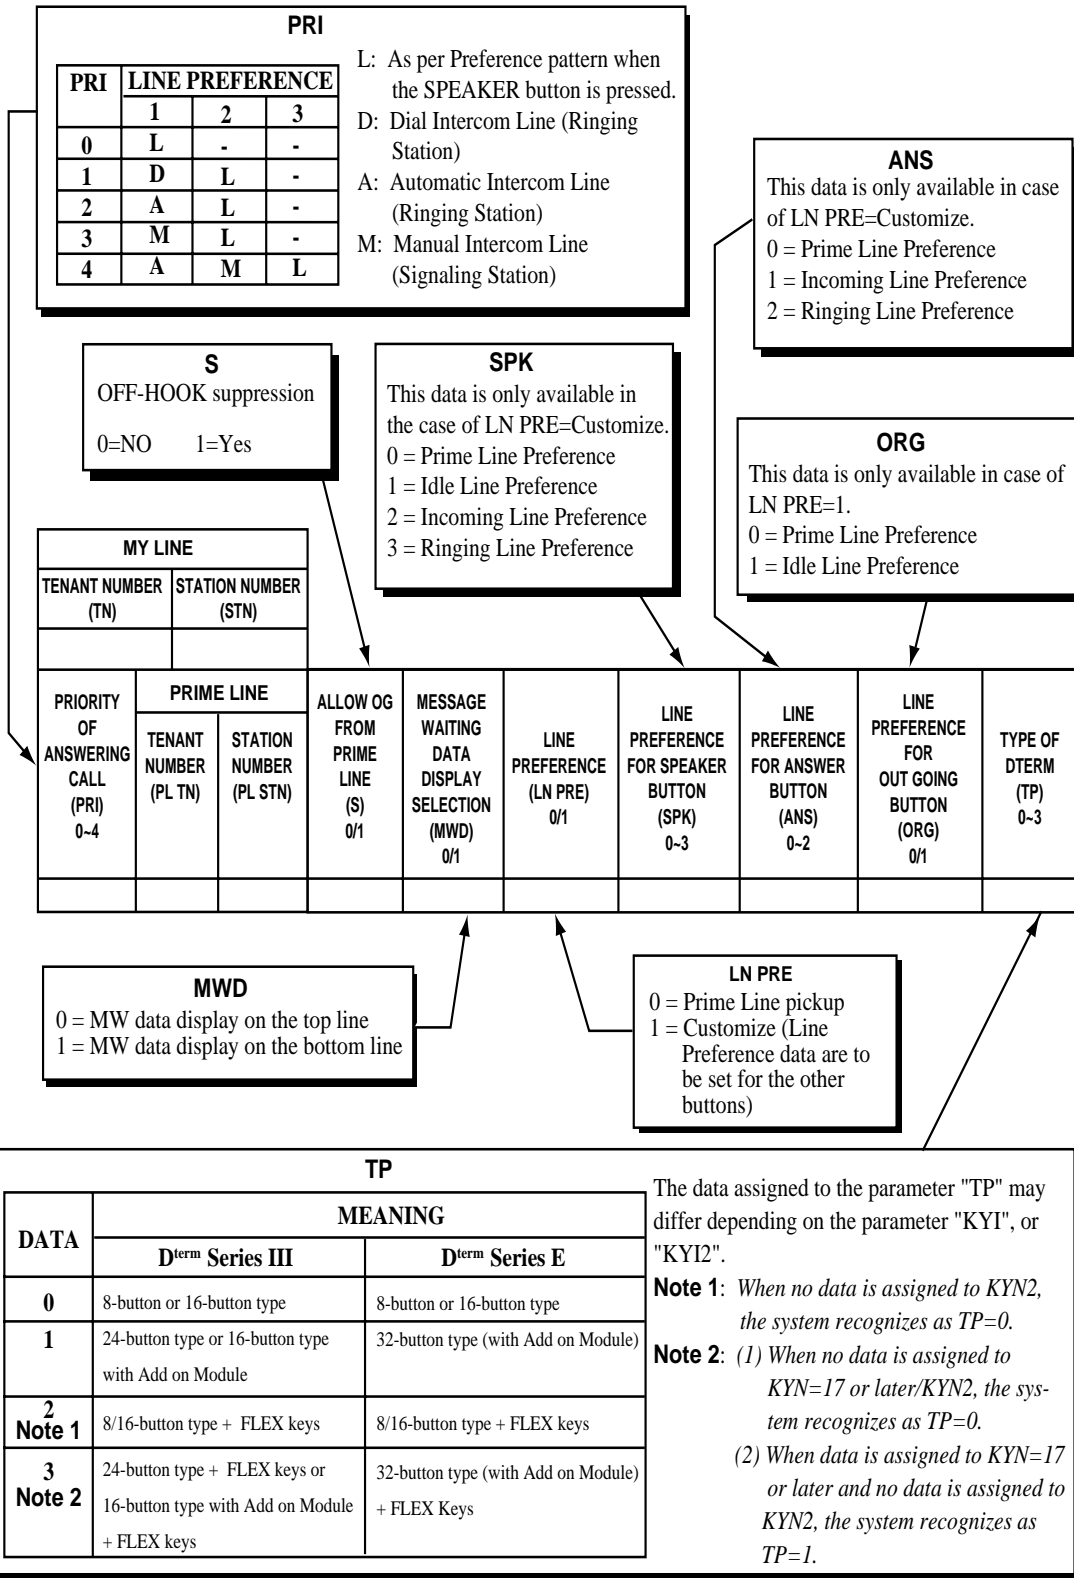 PRI
PRI LINE PREFERENCE
1 2 3
0 L - -
1 D L -
2 A L -
3 M L -
4 A M L
L: As per Preference pattern when
the SPEAKER button is pressed.
D: Dial Intercom Line (Ringing
Station)
A: Automatic Intercom Line
(Ringing Station)
M: Manual Intercom Line
(Signaling Station)
ANS
This data is only available in case
of LN PRE=Customize.
0 = Prime Line Preference
1 = Incoming Line Preference
2 = Ringing Line Preference
S
OFF-HOOK suppression
0=NO 1=Yes
SPK
This data is only available in
the case of LN PRE=Customize.
0 = Prime Line Preference
1 = Idle Line Preference
2 = Incoming Line Preference
3 = Ringing Line Preference
ORG
This data is only available in case of
LN PRE=1.
0 = Prime Line Preference
1 = Idle Line Preference
MY LINE
TENANT NUMBER
(TN)
STATION NUMBER
(STN)
PRIORITY
OF
ANSWERING
CALL
(PRI)
0~4
PRIME LINE
TENANT
NUMBER
(PL TN)
STATION
NUMBER
(PL STN)
ALLOW OG
FROM
PRIME
LINE
(S)
0/1
MESSAGE
WAITING
DATA
DISPLAY
SELECTION
(MWD)
0/1
LINE
PREFERENCE
(LN PRE)
0/1
LINE
PREFERENCE
FOR SPEAKER
BUTTON
(SPK)
0~3
LINE
PREFERENCE
FOR ANSWER
BUTTON
(ANS)
0~2
LINE
PREFERENCE
FOR
OUT GOING
BUTTON
(ORG)
0/1
TYPE OF
DTERM
(TP)
0~3
MWD
0 = MW data display on the top line
1 = MW data display on the bottom line
LN PRE
0 = Prime Line pickup
1 = Customize (Line
Preference data are to
be set for the other
buttons)
TP
DATA MEANING
Dterm Series III Dterm Series E
0 8-button or 16-button type 8-button or 16-button type
1 24-button type or 16-button type 32-button type (with Add on Module)
with Add on Module
2
Note 1 8/16-button type + FLEX keys 8/16-button type + FLEX keys
3 24-button type + FLEX keys or 32-button type (with Add on Module)
Note 2 16-button type with Add on Module + FLEX Keys
+ FLEX keys
The data assigned to the parameter "TP" may
differ depending on the parameter "KYI", or
"KYI2".
Note 1: When no data is assigned to KYN2,
the system recognizes as TP=0.
Note 2: (1) When no data is assigned to
KYN=17 or later/KYN2, the sys-
tem recognizes as TP=0.
(2) When data is assigned to KYN=17
or later and no data is assigned to
KYN2, the system recognizes as
TP=1.